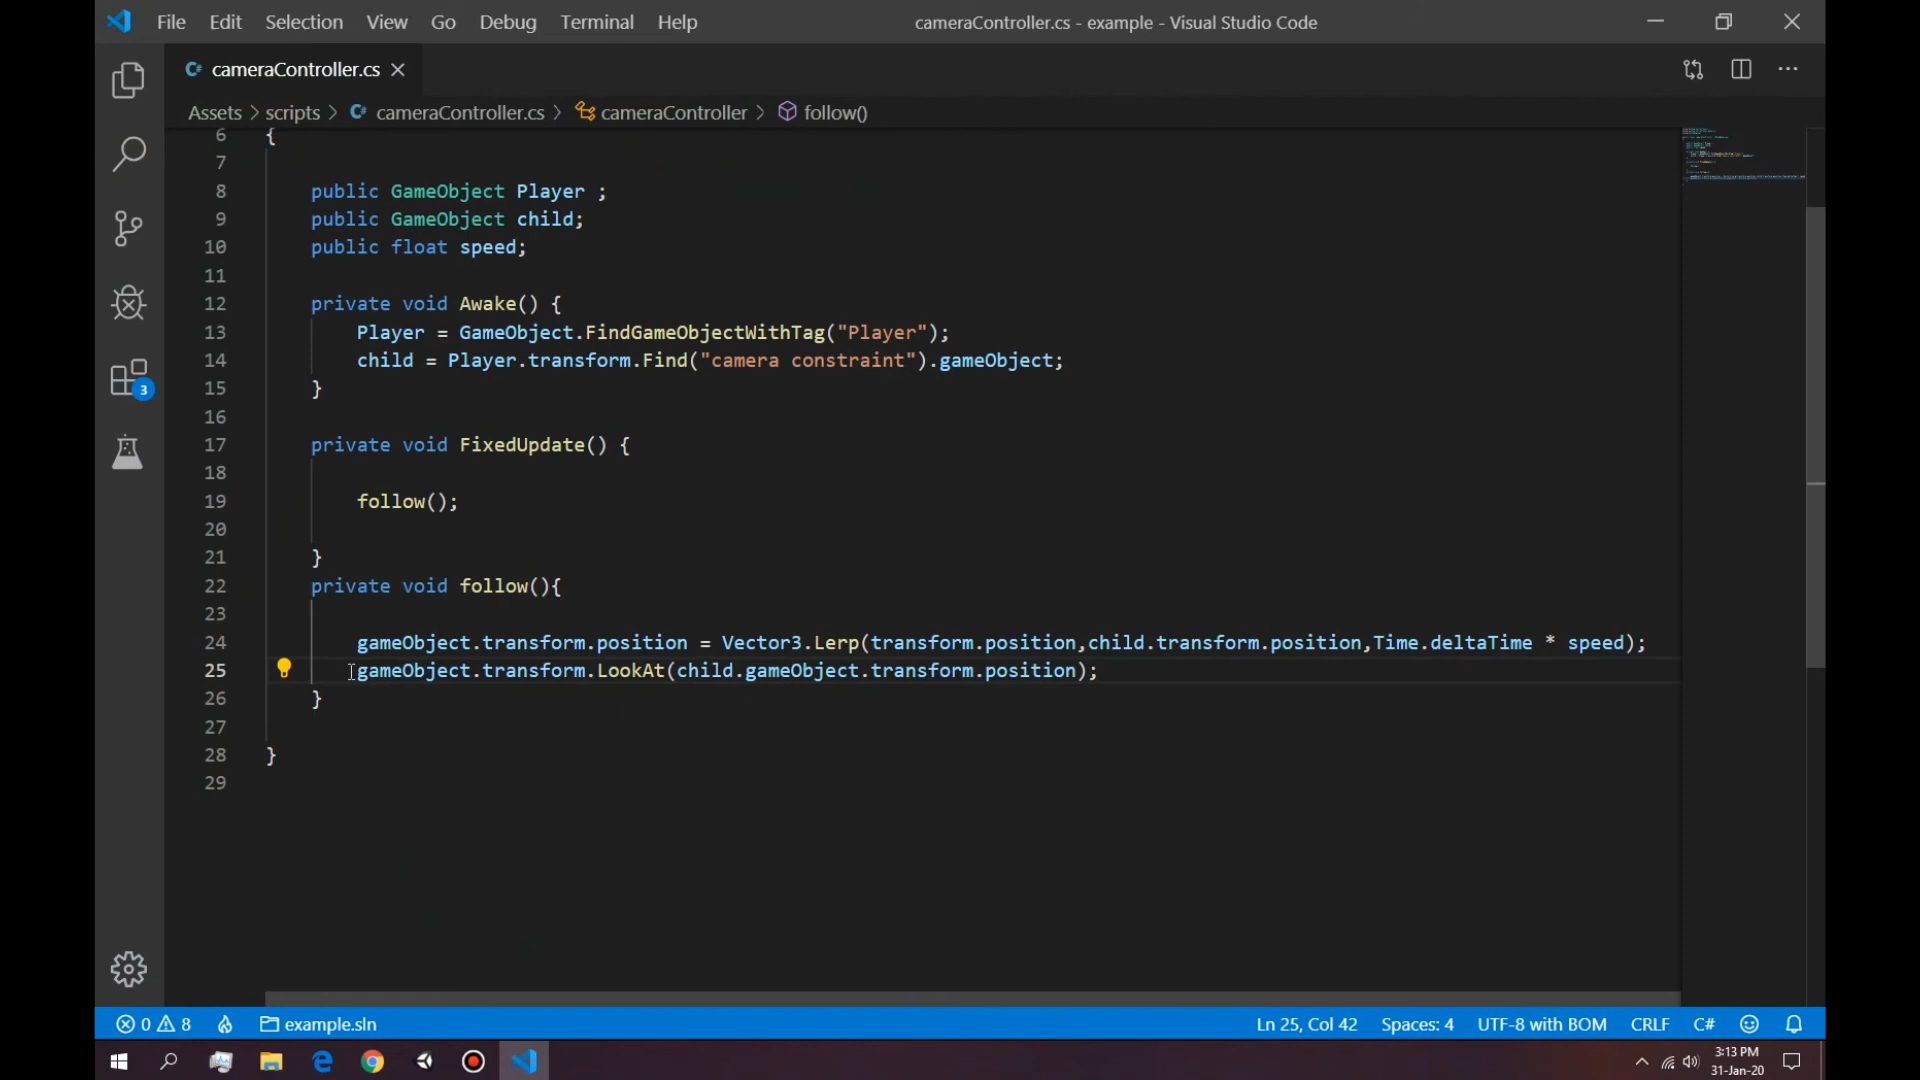 File Edit Selection View Go Debug Terminal Help cameraController.cs - example - Visual Studio Code
cameraController.cs
Assets > scripts > cameraController.cs > cameraController > follow()
6 {
7
8 public GameObject Player ;
9 public GameObject child;
10 public float speed;
11
12 private void Awake() {
13 Player = GameObject.FindGameObjectWithTag("Player");
14 child = Player.transform.Find("camera constraint").gameObject;
15 }
16
17 private void FixedUpdate() {
18
19 follow();
20
21 }
22 private void follow(){
23
24 gameObject.transform.position = Vector3.Lerp(transform.position,child.transform.position,Time.deltaTime * speed);
25 gameObject.transform.LookAt(child.gameObject.transform.position);
26 }
27
28 }
29
3
0 8 example.sln Ln 25, Col 42 Spaces: 4 UTF-8 with BOM CRLF C#
3:13 PM
31-Jan-20